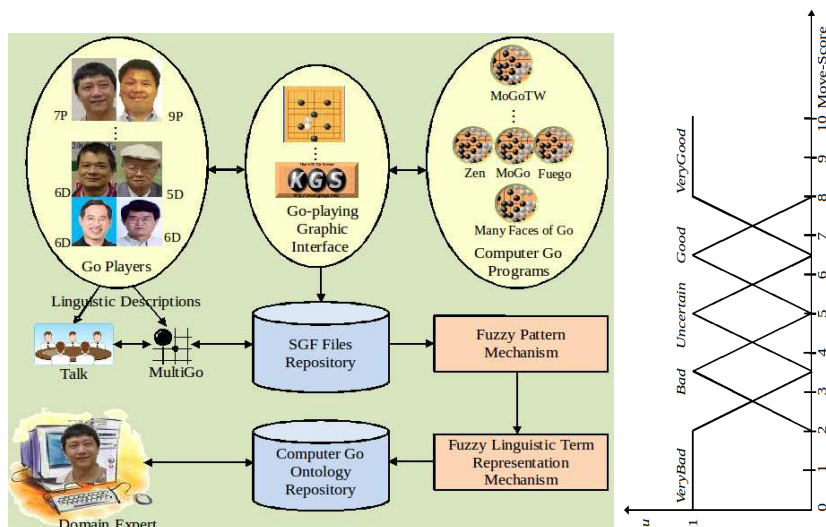 7P
9P
6D
5D
6D
6D
Go Players
KGS
Go-playing
Graphic
Interface
MoGoTW
Zen
MoGo
Fuego
Many Faces of Go
Computer Go
Programs
Linguistic Descriptions
Talk
MultiGo
SGF Files
Repository
Fuzzy Pattern
Mechanism
Domain Expert
Computer Go
Ontology
Repository
Fuzzy Linguistic Term
Representation
Mechanism
VeryBad
Bad
Uncertain
Good
VeryGood
u
1
0
1
2
3
4
5
6
7
8
9
10
Move-Score